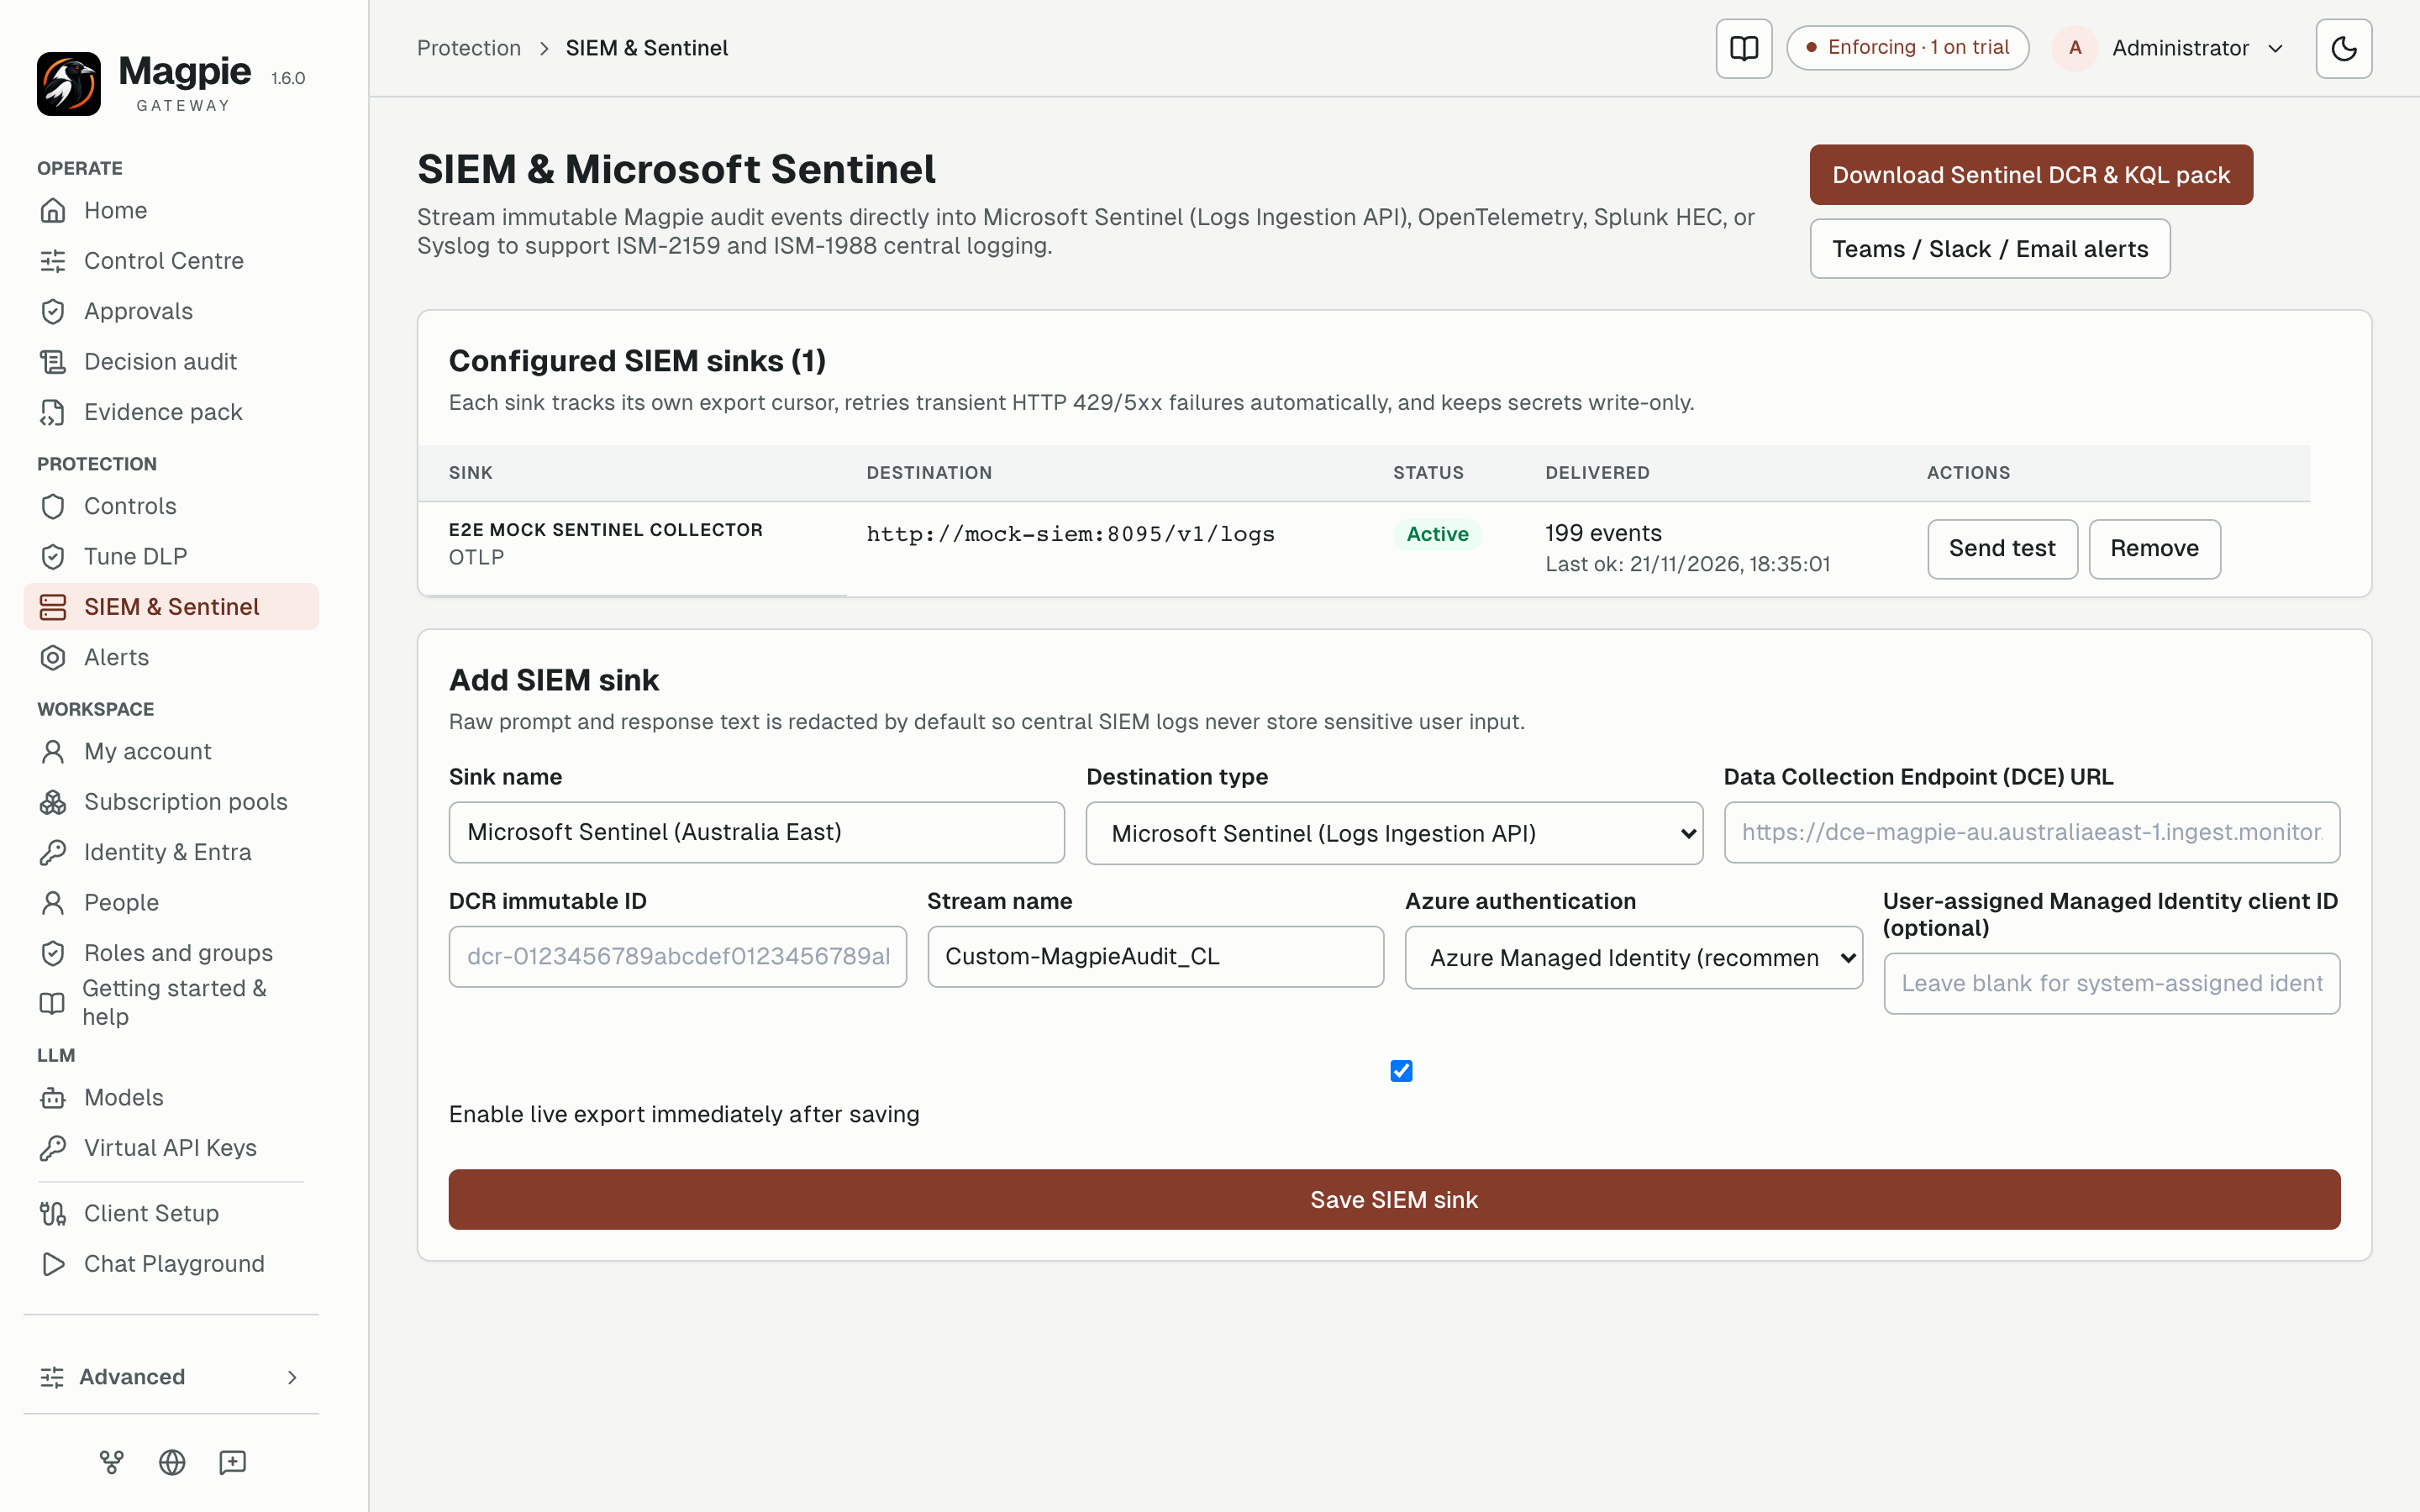 Magpie 1.6.0
GATEWAY
OPERATE
Home
Control Centre
Approvals
Decision audit
Evidence pack
PROTECTION
Controls
Tune DLP
SIEM & Sentinel
Alerts
WORKSPACE
My account
Subscription pools
Identity & Entra
People
Roles and groups
Getting started &
help
LLM
Models
Virtual API Keys
Client Setup
Chat Playground
Advanced
Protection > SIEM & Sentinel
Enforcing · 1 on trial
A Administrator
SIEM & Microsoft Sentinel
Stream immutable Magpie audit events directly into Microsoft Sentinel (Logs Ingestion API), OpenTelemetry, Splunk HEC, or
Syslog to support ISM-2159 and ISM-1988 central logging.
Download Sentinel DCR & KQL pack
Teams / Slack / Email alerts
Configured SIEM sinks (1)
Each sink tracks its own export cursor, retries transient HTTP 429/5xx failures automatically, and keeps secrets write-only.
SINK DESTINATION STATUS DELIVERED ACTIONS
E2E MOCK SENTINEL COLLECTOR
OTLP
http://mock-siem:8095/v1/logs
Active
199 events
Last ok: 21/11/2026, 18:35:01
Send test Remove
Add SIEM sink
Raw prompt and response text is redacted by default so central SIEM logs never store sensitive user input.
Sink name
Microsoft Sentinel (Australia East)
Destination type
Microsoft Sentinel (Logs Ingestion API)
Data Collection Endpoint (DCE) URL
https://dce-magpie-au.australiaeast-1.ingest.monitor.
DCR immutable ID
dcr-0123456789abcdef0123456789al
Stream name
Custom-MagpieAudit_CL
Azure authentication
Azure Managed Identity (recommen
User-assigned Managed Identity client ID
(optional)
Leave blank for system-assigned ident
Enable live export immediately after saving
Save SIEM sink